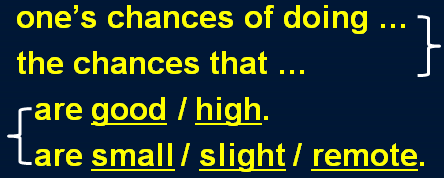 one’s chances of doing …
the chances that …
are good / high.
are small / slight / remote.